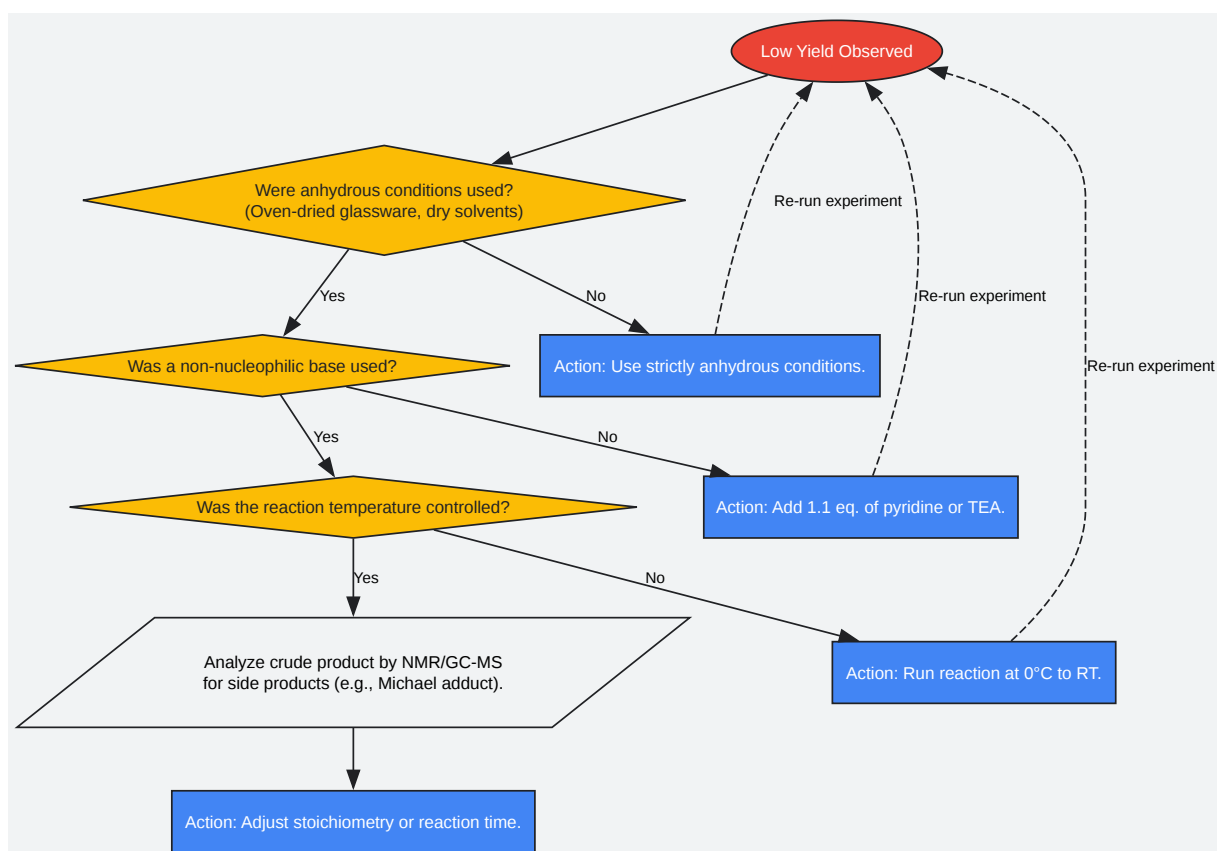 Low Yield Observed
Were anhydrous conditions used?
(Oven-dried glassware, dry solvents)
Re-run experiment
Yes
No
Re-run experiment
Was a non-nucleophilic base used?
Action: Use strictly anhydrous conditions.
Re-run experiment
Yes
No
Was the reaction temperature controlled?
Action: Add 1.1 eq. of pyridine or TEA.
Yes
No
Analyze crude product by NMR/GC-MS
for side products (e.g., Michael adduct).
Action: Run reaction at 0°C to RT.
Action: Adjust stoichiometry or reaction time.